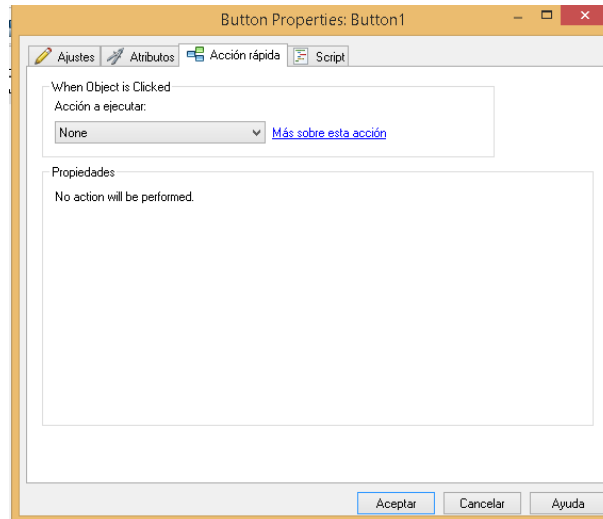 Button Properties: Button1
Ajustes Atributos Acción rápida Script
When Object is Clicked
Acción a ejecutar:
None Más sobre esta acción
Propiedades
No action will be performed.
Aceptar Cancelar Ayuda